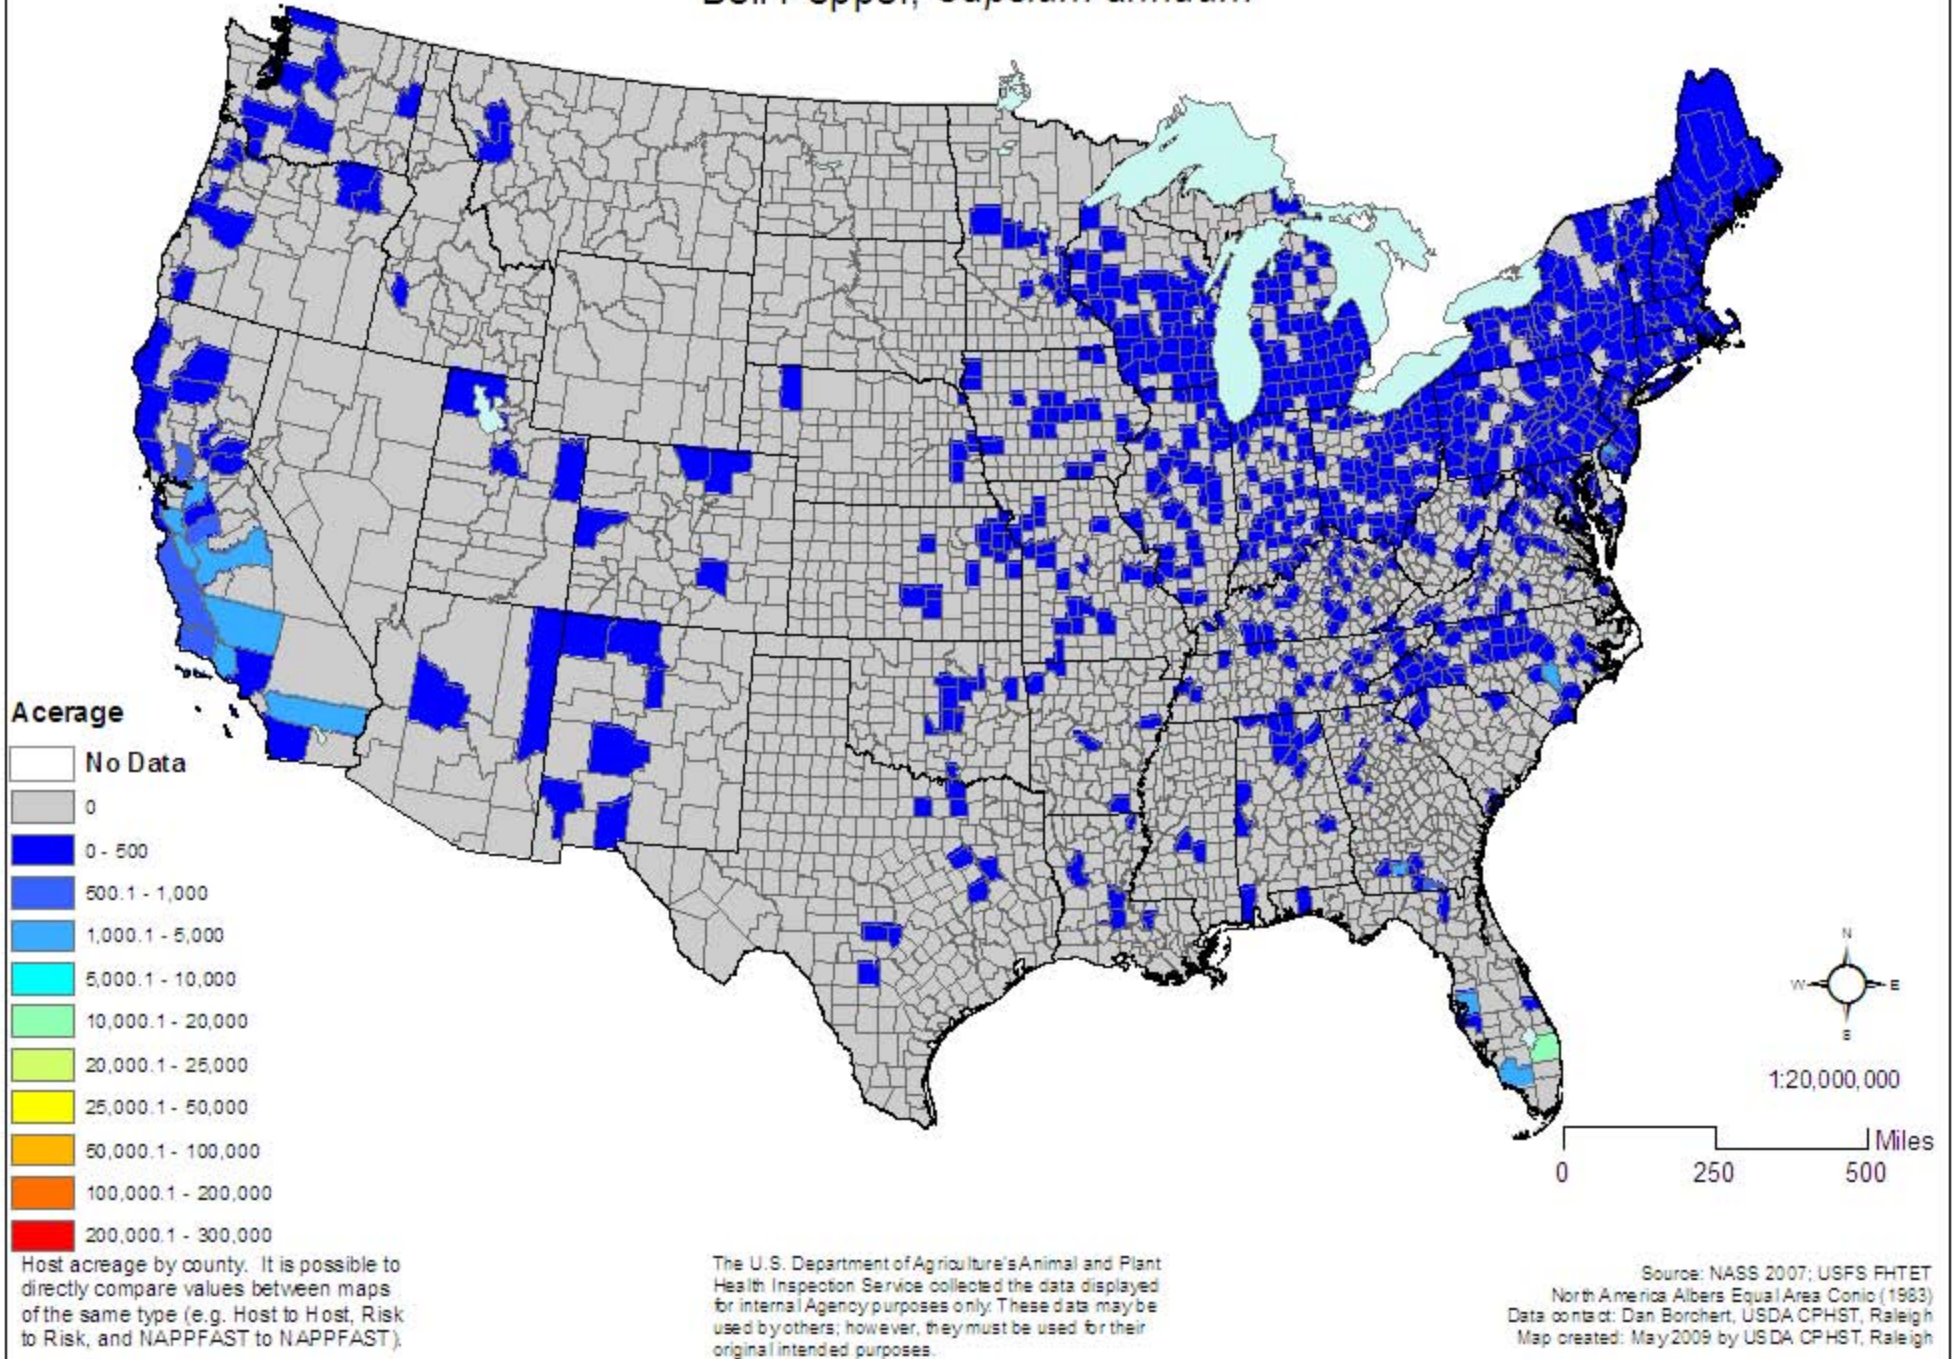 Bell Pepper, Capsicum annuum
Acerage
No Data
0
0 - 500
500.1 - 1,000
1,000.1 - 5,000
5,000.1 - 10,000
10,000.1 - 20,000
20,000.1 - 25,000
25,000.1 - 50,000
50,000.1 - 100,000
100,000.1 - 200,000
200,000.1 - 300,000
N
W E
S
1:20,000,000
Miles
0 250 500
Host acreage by county. It is possible to
directly compare values between maps
of the same type (e.g. Host to Host, Risk
to Risk, and NAPPFAST to NAPPFAST).
The U.S. Department of Agriculture's Animal and Plant
Health Inspection Service collected the data displayed
for internal Agency purposes only. These data may be
used by others; however, they must be used for their
original intended purposes.
Source: NASS 2007; USFS FHTET
North America Albers Equal Area Conic (1983)
Data contact: Dan Borchert, USDA CPHST, Raleigh
Map created: May 2009 by USDA CPHST, Raleigh